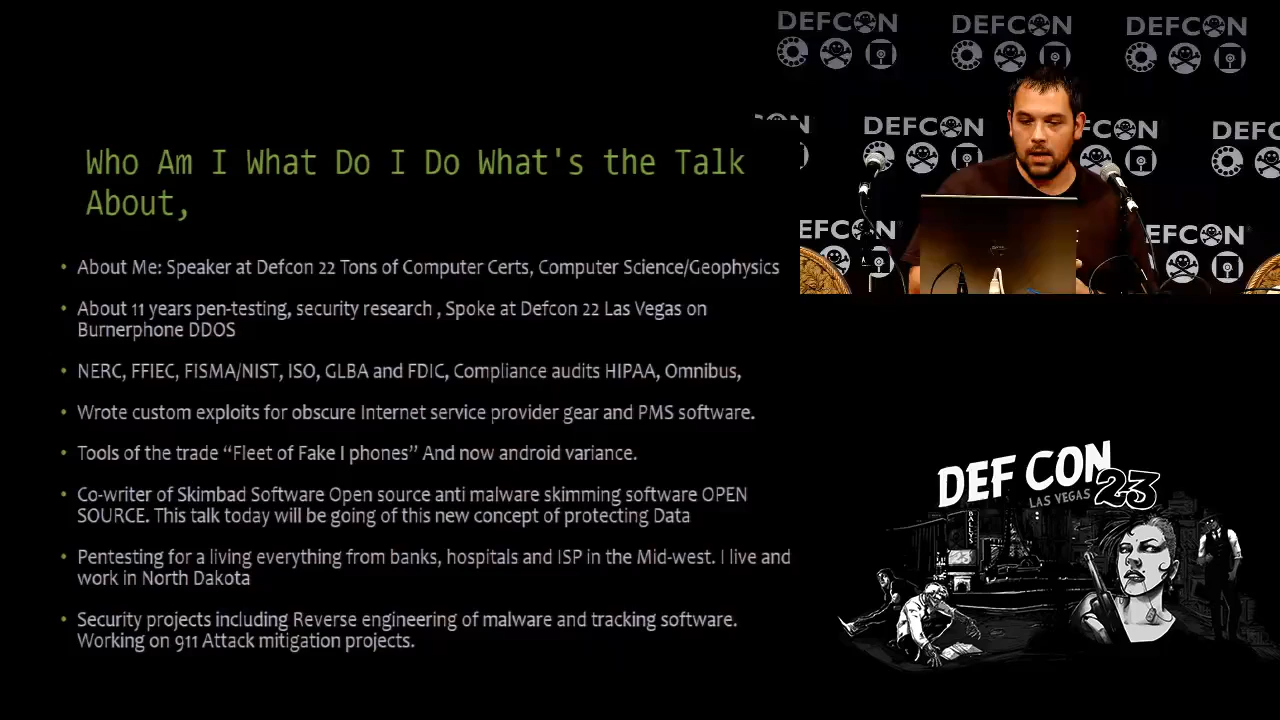 DEFCON DEFCON DEFCON
DEFCON DEFCON DEFCON
EFCON EFCON
Who Am I What Do I Do What's the Talk
About,
• About Me: Speaker at Defcon 22 Tons of Computer Certs, Computer Science/Geophysics
• About 11 years pen-testing, security research , Spoke at Defcon 22 Las Vegas on
Burnerphone DDOS
• NERC, FFIEC, FISMA/NIST, ISO, GLBA and FDIC, Compliance audits HIPAA, Omnibus,
• Wrote custom exploits for obscure Internet service provider gear and PMS software.
• Tools of the trade “Fleet of Fake I phones” And now android variance.
• Co-writer of Skimbad Software Open source anti malware skimming software OPEN
SOURCE. This talk today will be going of this new concept of protecting Data
• Pentesting for a living everything from banks, hospitals and ISP in the Mid-west. I live and
work in North Dakota
• Security projects including Reverse engineering of malware and tracking software.
Working on 911 Attack mitigation projects.
DEF CON
LAS VEGAS 23